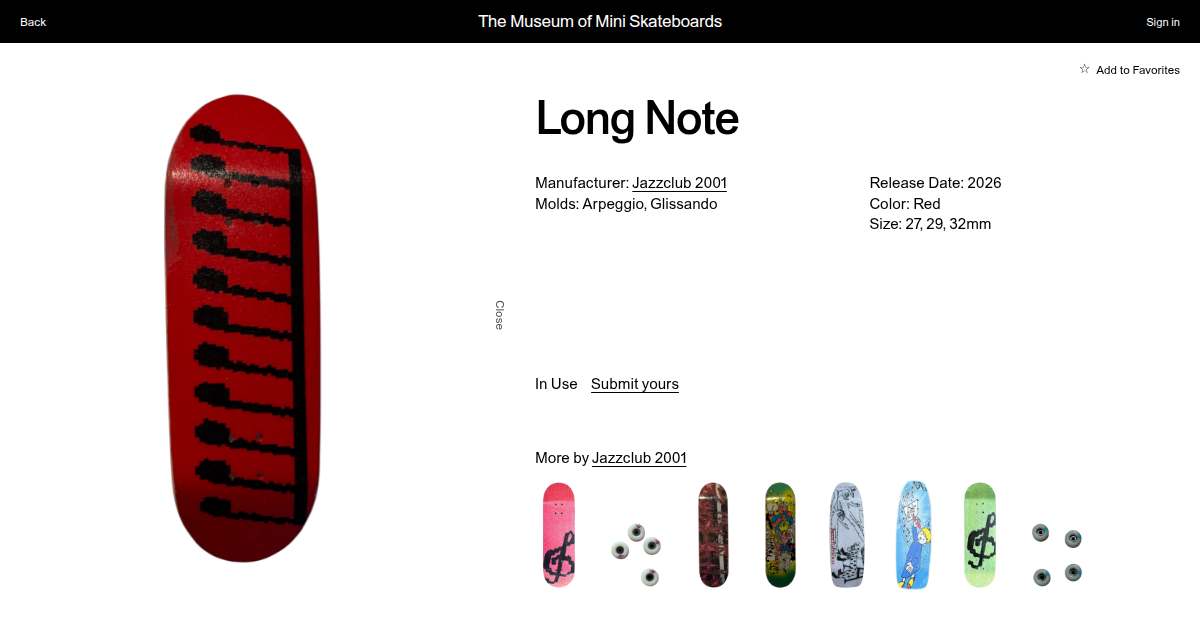 Back
The Museum of Mini Skateboards
Sign in
☆ Add to Favorites
Long Note
Manufacturer: Jazzclub 2001
Molds: Arpeggio, Glissando
Release Date: 2026
Color: Red
Size: 27, 29, 32mm
Close
In Use Submit yours
More by Jazzclub 2001